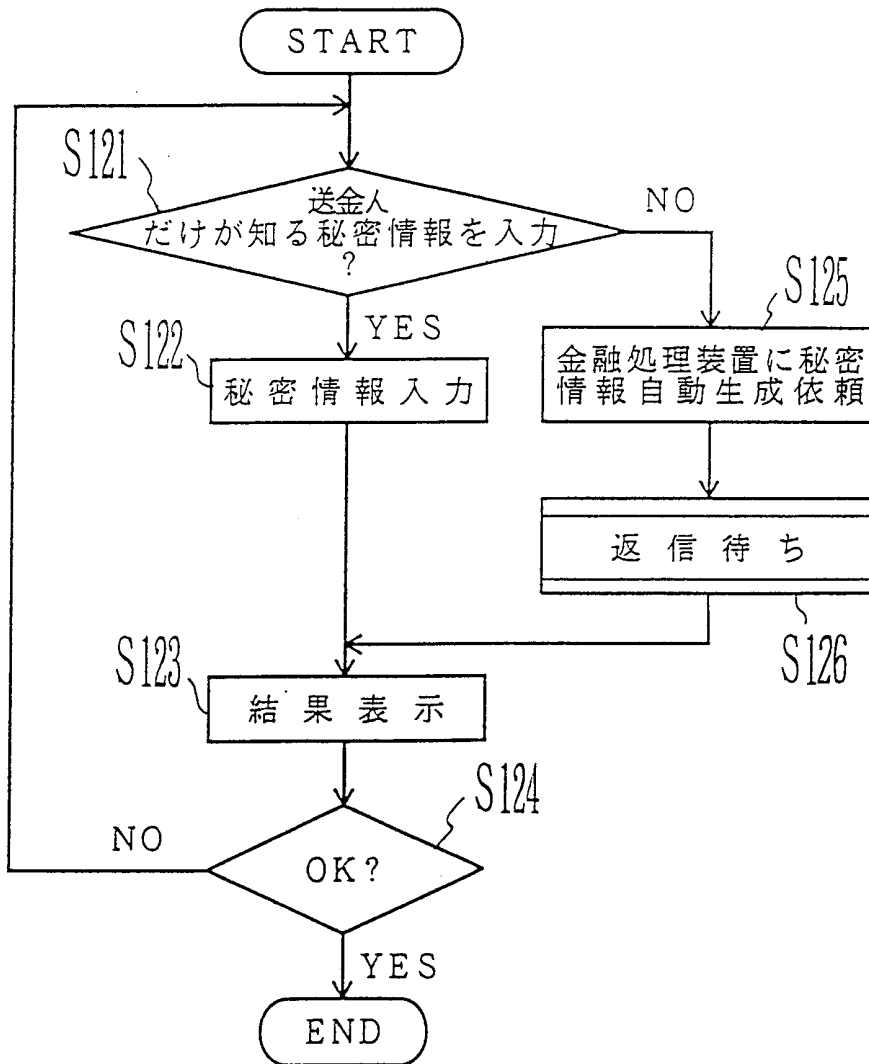 START
S121
送金人
だけが知る秘密情報を入力
?
NO
YES
S122
秘密情報入力
S125
金融処理装置に秘密
情報自動生成依頼
返信待ち
S126
S123
結果表示
S124
OK?
NO
YES
END